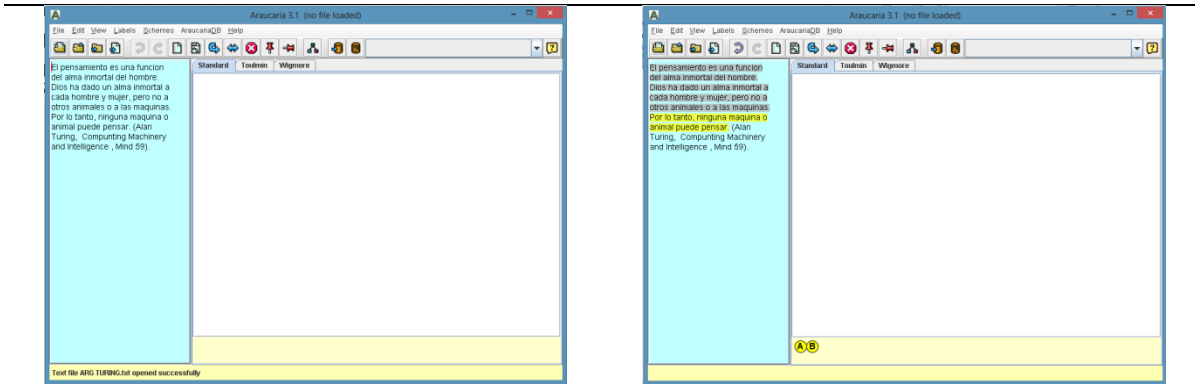 Araucaria 3.1 (no file loaded)
File Edit View Labels Schemes AraucariaDB Help
Standard Toulmin Wigmore
El pensamiento es una funcion
del alma inmortal del hombre.
Dios ha dado un alma inmortal a
cada hombre y mujer, pero no a
otros animales o a las maquinas.
Por lo tanto, ninguna maquina o
animal puede pensar. (Alan
Turing, Compunting Machinery
and Intelligence , Mind 59).
Text file ARG TURING.txt opened successfully
Araucaria 3.1 (no file loaded)
File Edit View Labels Schemes AraucariaDB Help
Standard Toulmin Wigmore
El pensamiento es una funcion
del alma inmortal del hombre.
Dios ha dado un alma inmortal a
cada hombre y mujer, pero no a
otros animales o a las maquinas.
Por lo tanto, ninguna maquina o
animal puede pensar. (Alan
Turing, Compunting Machinery
and Intelligence , Mind 59).
A B